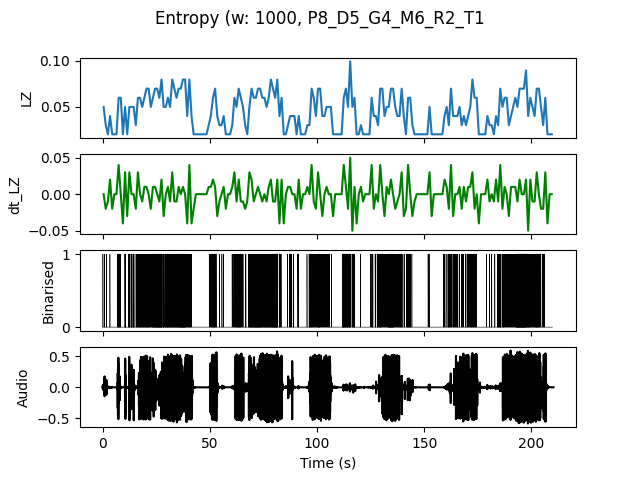 Entropy (w: 1000, P8_D5_G4_M6_R2_T1
0.10
0.05
LZ
0.05
0.00
−0.05
dt_LZ
1
0
Binarised
0.5
0.0
−0.5
Audio
0 50 100 150 200
Time (s)